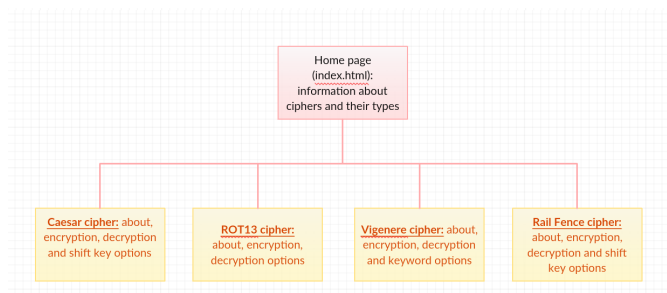 Home page
(index.html):
information about
ciphers and their types
Caesar cipher: about,
encryption, decryption
and shift key options
ROT13 cipher:
about, encryption,
decryption options
Vigenere cipher: about,
encryption, decryption
and keyword options
Rail Fence cipher:
about, encryption,
decryption and shift
key options